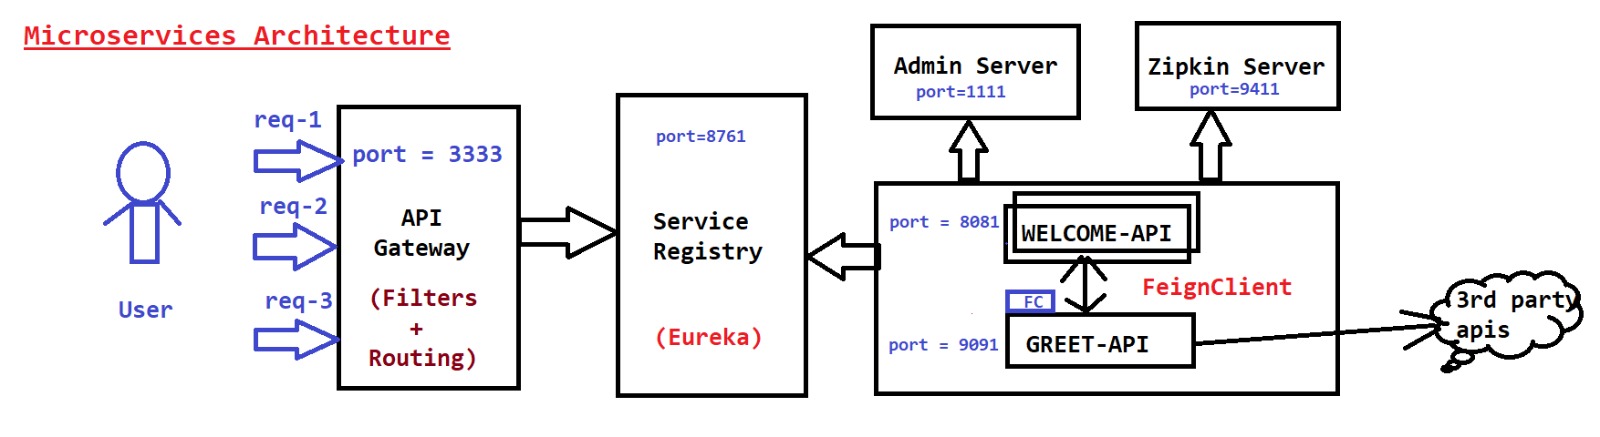 Microservices Architecture
User
req-1
req-2
req-3
port = 3333
API
Gateway
(Filters
+
Routing)
port=8761
Service
Registry
(Eureka)
Admin Server
port=1111
Zipkin Server
port=9411
port = 8081
WELCOME-API
FeignClient
FC
port = 9091
GREET-API
3rd party
apis